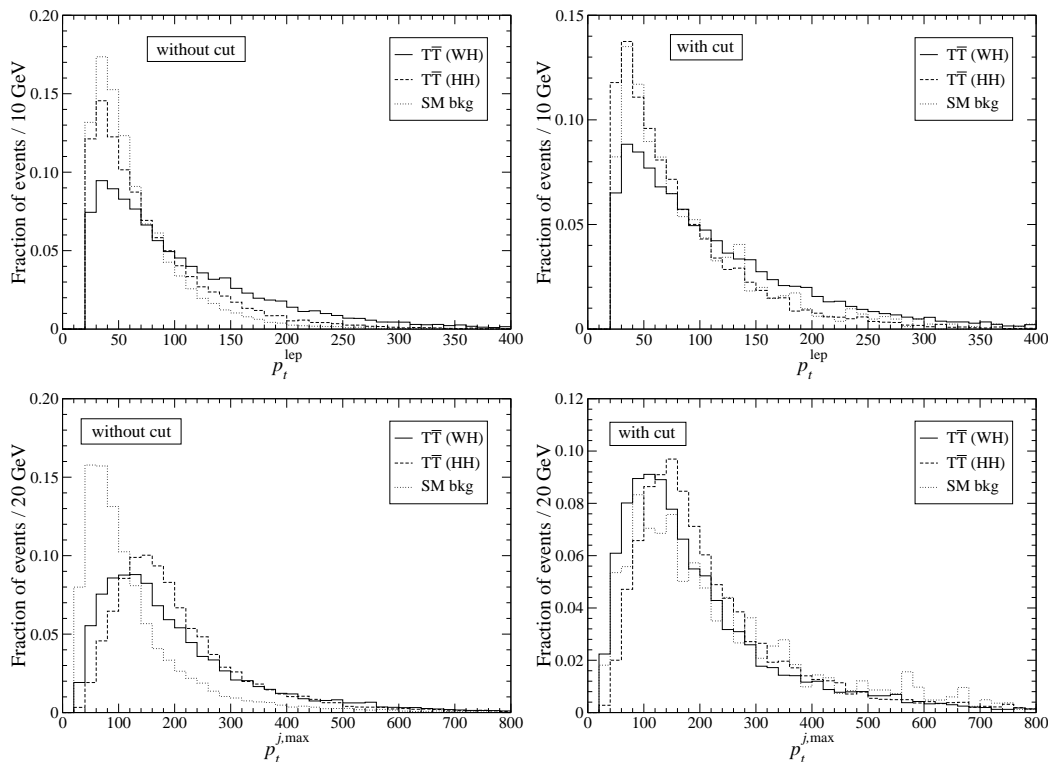 without cut
TT̅ (WH)
TT̅ (HH)
SM bkg
Fraction of events / 10 GeV
0.20
0.15
0.10
0.05
0
0 50 100 150 200 250 300 350 400
p_t^lep
with cut
TT̅ (WH)
TT̅ (HH)
SM bkg
Fraction of events / 10 GeV
0.15
0.10
0.05
0
0 50 100 150 200 250 300 350 400
p_t^lep
without cut
TT̅ (WH)
TT̅ (HH)
SM bkg
Fraction of events / 20 GeV
0.20
0.15
0.10
0.05
0
0 100 200 300 400 500 600 700 800
p_t^j,max
with cut
TT̅ (WH)
TT̅ (HH)
SM bkg
Fraction of events / 20 GeV
0.12
0.10
0.08
0.06
0.04
0.02
0
0 100 200 300 400 500 600 700 800
p_t^j,max